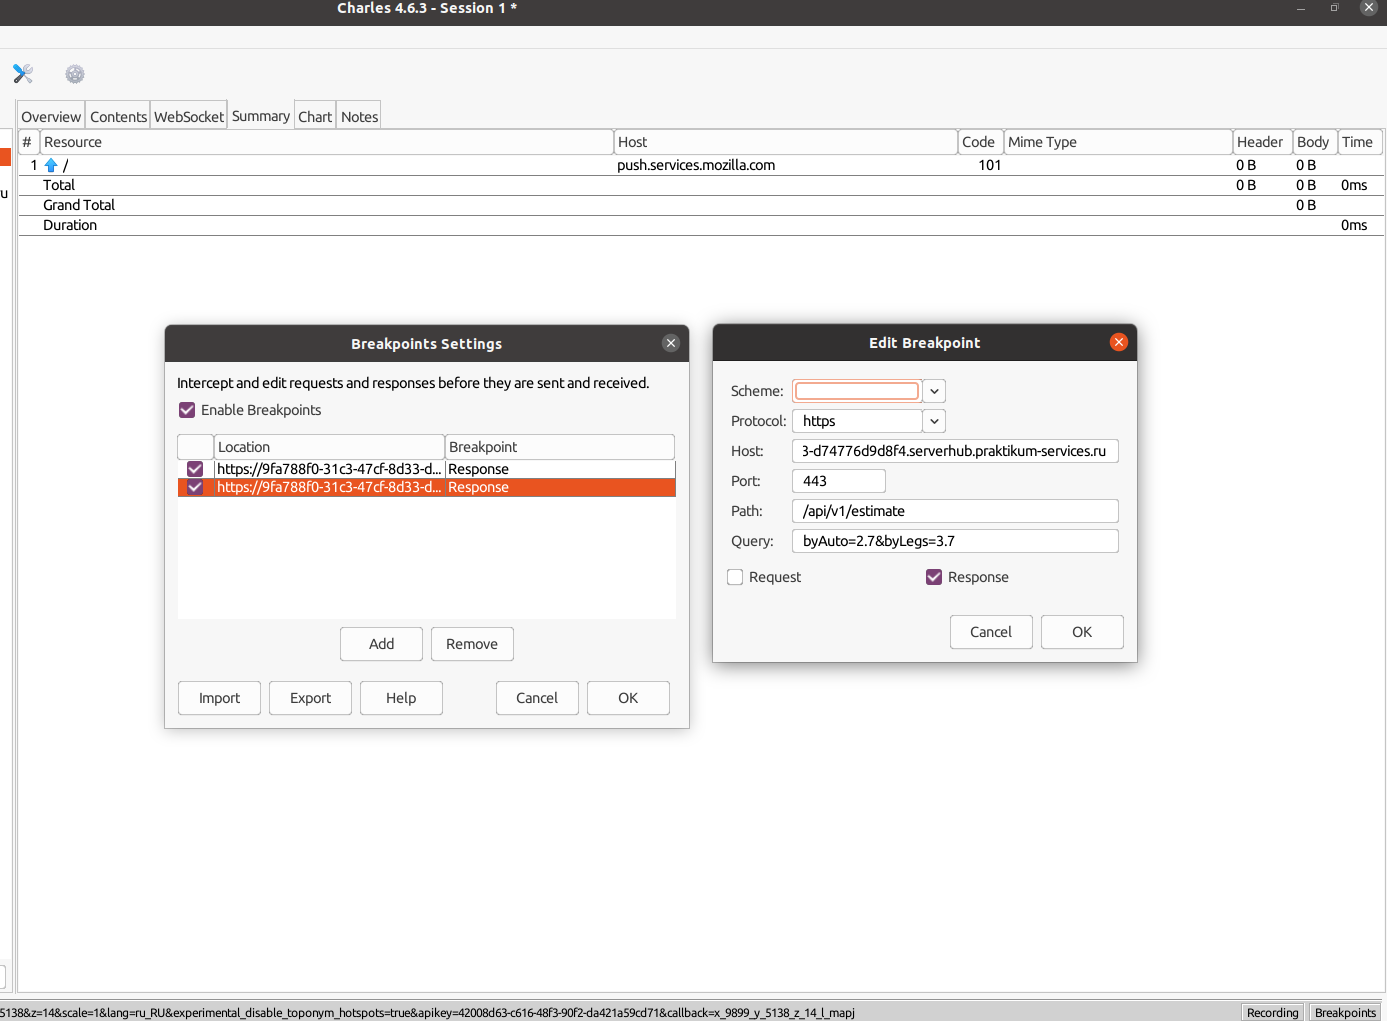 Charles 4.6.3 - Session 1 *
Overview Contents WebSocket Summary Chart Notes
# Resource Host Code Mime Type Header Body Time
1 / push.services.mozilla.com 101 0 B 0 B
Total 0 B 0 B 0ms
Grand Total 0 B
Duration 0ms
u
Breakpoints Settings
Intercept and edit requests and responses before they are sent and received.
Enable Breakpoints
Location Breakpoint
https://9fa788f0-31c3-47cf-8d33-d... Response
https://9fa788f0-31c3-47cf-8d33-d... Response
Add Remove
Import Export Help Cancel OK
Edit Breakpoint
Scheme:
Protocol: https
Host: 3-d74776d9d8f4.serverhub.praktikum-services.ru
Port: 443
Path: /api/v1/estimate
Query: byAuto=2.7&byLegs=3.7
Request Response
Cancel OK
5138&z=14&scale=1&lang=ru_RU&experimental_disable_toponym_hotspots=true&apikey=42008d63-c616-48f3-90f2-da421a59cd71&callback=x_9899_y_5138_z_14_l_mapj
Recording Breakpoints